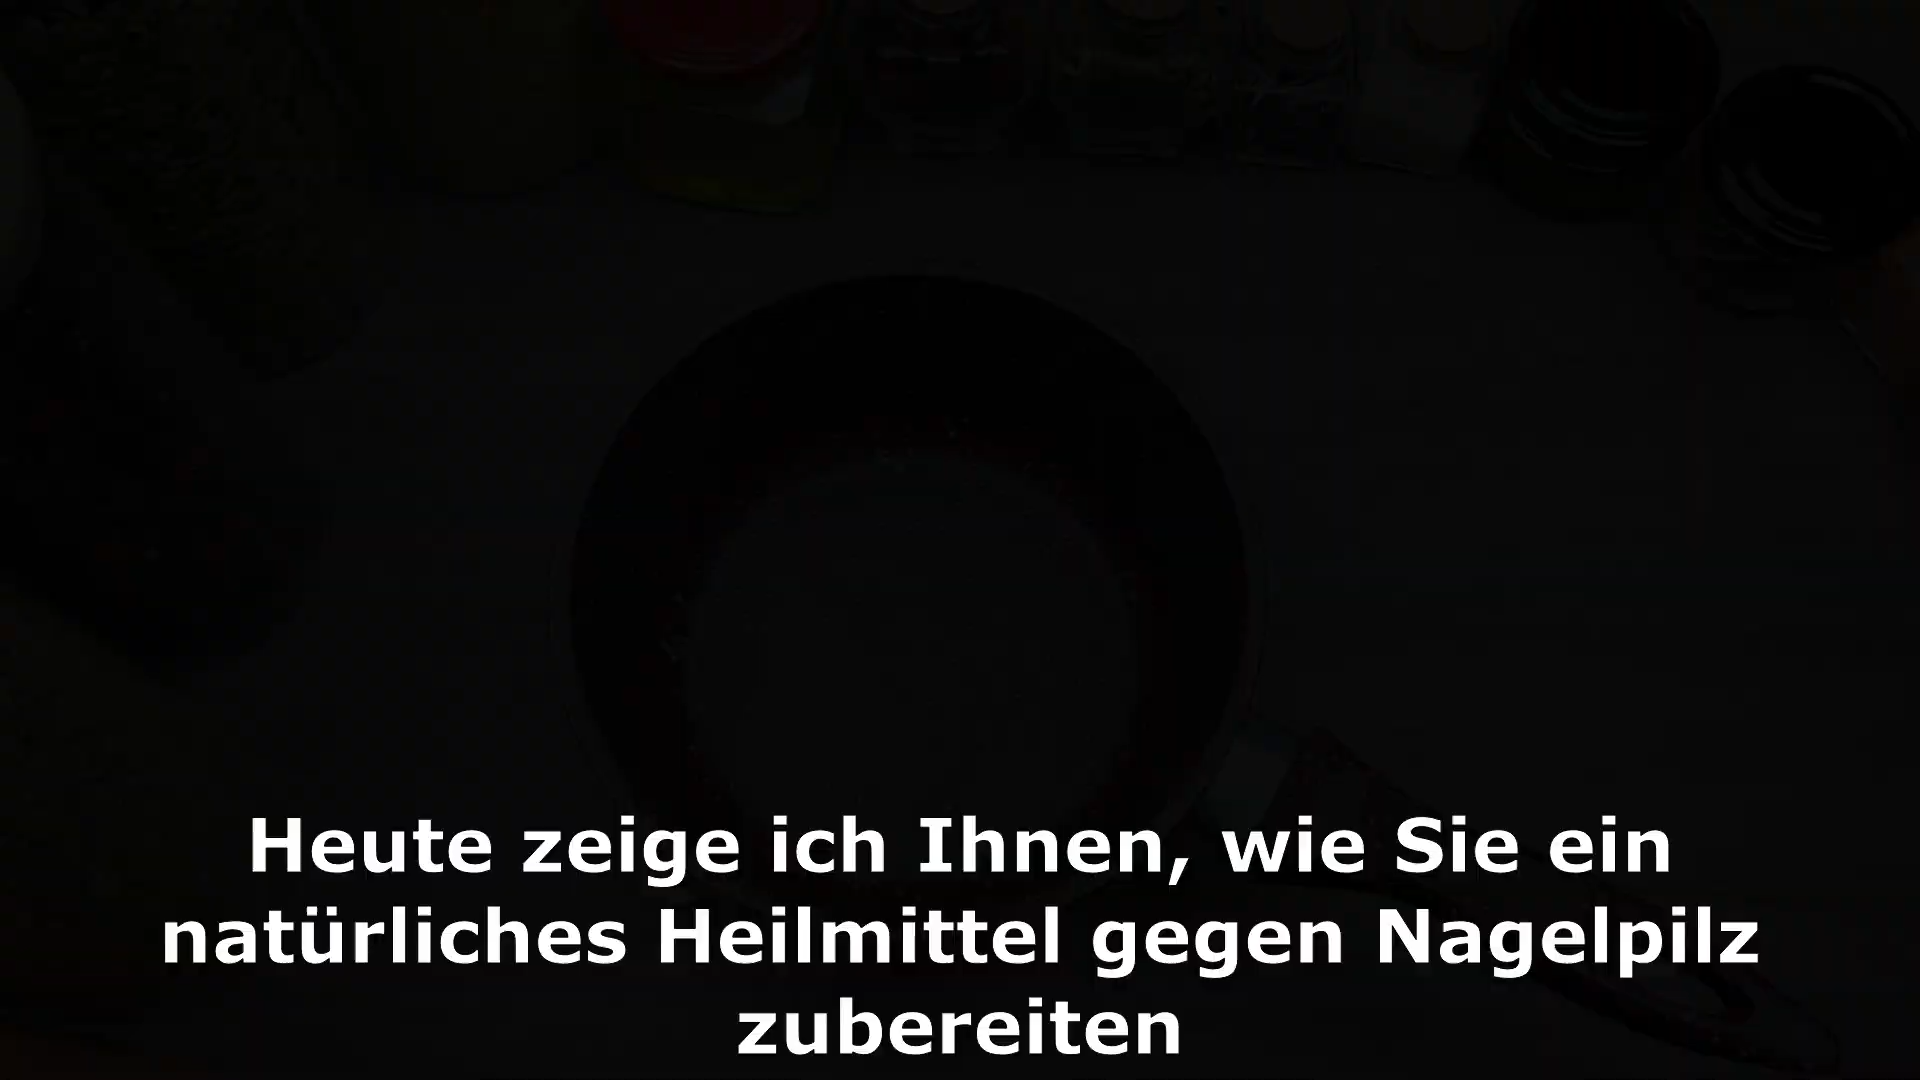 Heute zeige ich Ihnen, wie Sie ein
natürliches Heilmittel gegen Nagelpilz
zubereiten